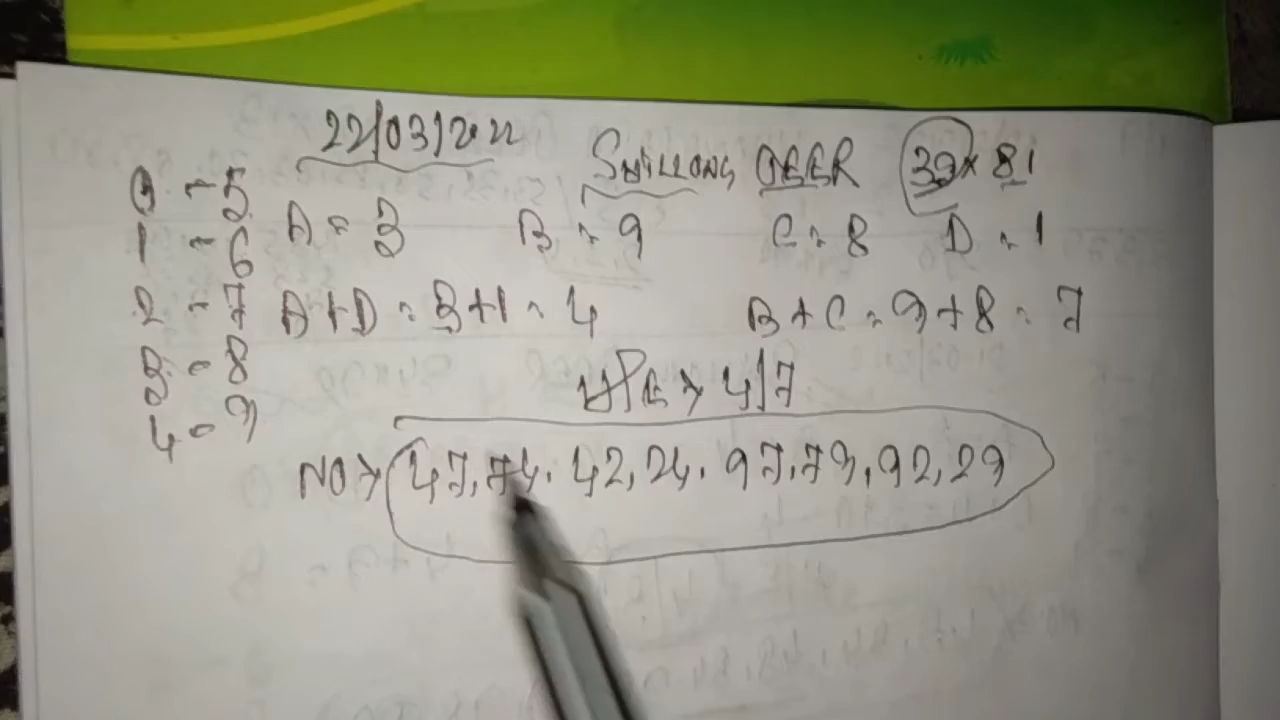 22/03/2022
SHILLONG TEER 39 × 81
0 = 5
1 = 6
2 = 7
3 = 8
4 = 9
A = 3 B = 9 C = 8 D = 1
A+D = 3+1 = 4 B+C = 9+8 = 7
4/7
NO> 47, 74, 42, 24, 97, 79, 92, 29